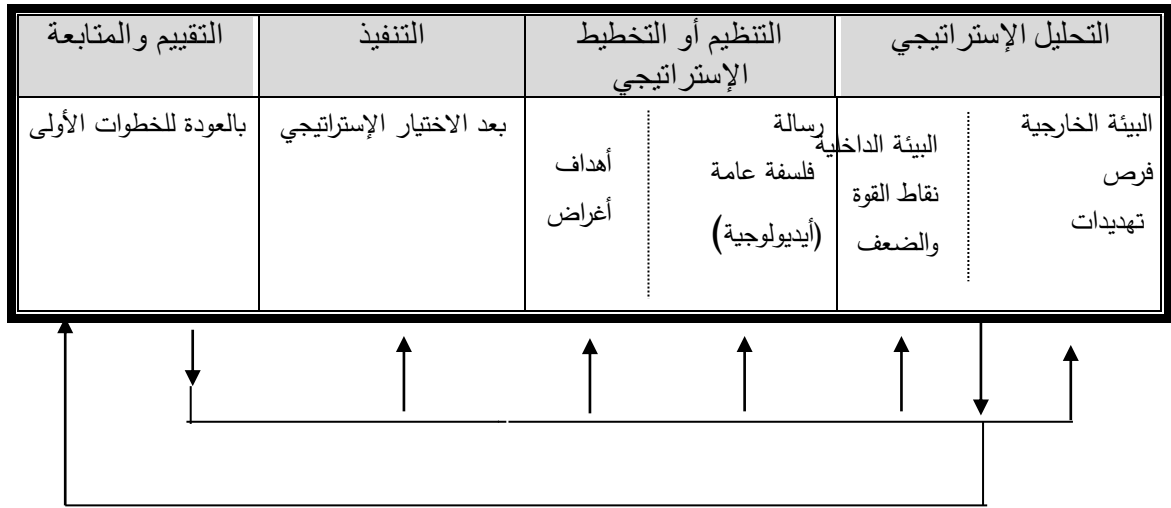 التحليل الإستراتيجي
التنظيم أو التخطيط
الإستراتيجي
التنفيذ
التقييم والمتابعة
البيئة الخارجية
فرص
تهديدات
البيئة الداخلية
نقاط القوة
والضعف
رسالة
فلسفة عامة
(أيديولوجية)
أهداف
أغراض
بعد الاختيار الإستراتيجي
بالعودة للخطوات الأولى